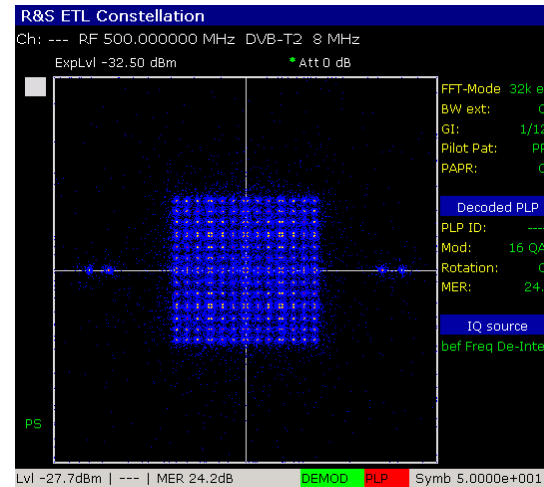 R&S ETL Constellation
Ch: --- RF 500.000000 MHz DVB-T2 8 MHz
ExpLvl -32.50 dBm * Att 0 dB
FFT-Mode 32k e
BW ext:
GI: 1/12
Pilot Pat: PP
PAPR:
Decoded PLP
PLP ID: ----
Mod: 16 QA
Rotation:
MER: 24.
IQ source
bef Freq De-Inte
PS
Lvl -27.7dBm | --- | MER 24.2dB DEMOD PLP Symb 5.0000e+001